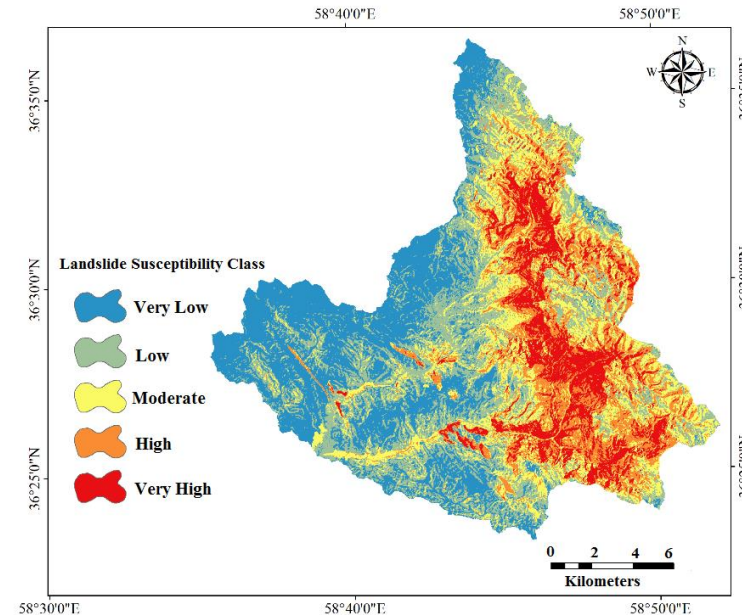 58°40'0"E 58°50'0"E
N
W E
S
36°35'0"N
36°30'0"N
36°25'0"N
Landslide Susceptibility Class
Very Low
Low
Moderate
High
Very High
0 2 4 6
Kilometers
58°30'0"E 58°40'0"E 58°50'0"E